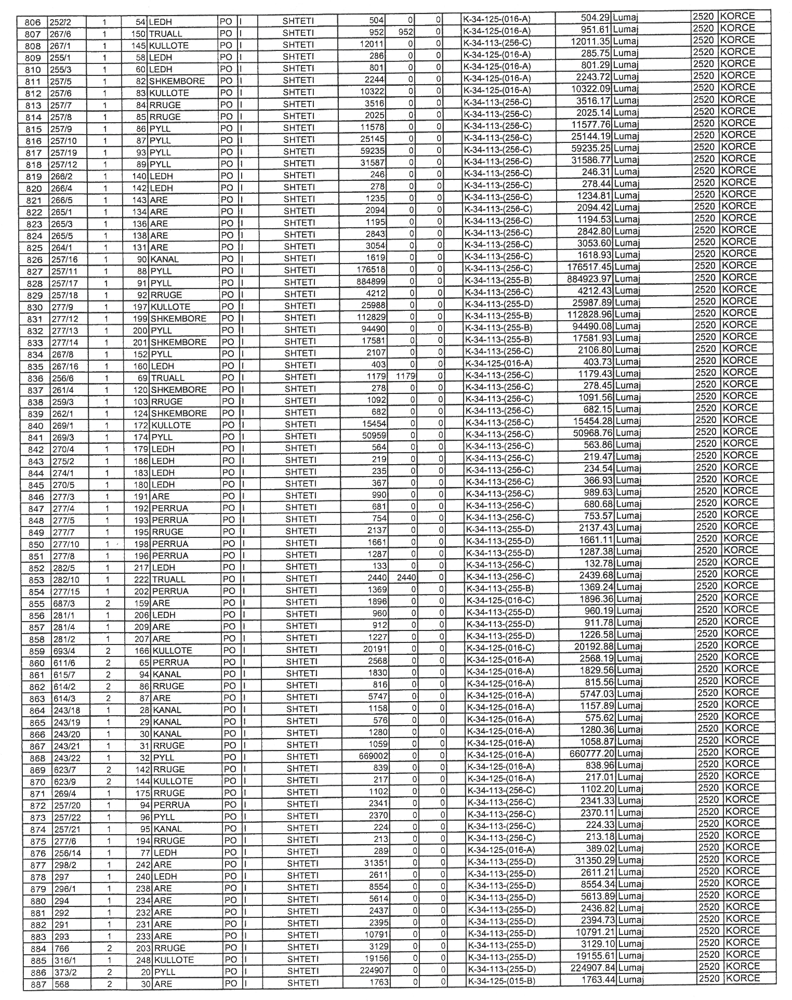 806 252/2 1 54 LEDH PO I SHTETI 504 0 0 K-34-125-(016-A) 504.29 Lumaj 2520 KORCE
807 267/6 1 150 TRUALL PO I SHTETI 952 952 0 K-34-125-(016-A) 951.61 Lumaj 2520 KORCE
808 267/1 1 145 KULLOTE PO I SHTETI 12011 0 0 K-34-113-(256-C) 12011.35 Lumaj 2520 KORCE
809 255/1 1 58 LEDH PO I SHTETI 286 0 0 K-34-125-(016-A) 285.75 Lumaj 2520 KORCE
810 255/3 1 60 LEDH PO I SHTETI 801 0 0 K-34-125-(016-A) 801.29 Lumaj 2520 KORCE
811 257/5 1 82 SHKEMBORE PO I SHTETI 2244 0 0 K-34-125-(016-A) 2243.72 Lumaj 2520 KORCE
812 257/6 1 83 KULLOTE PO I SHTETI 10322 0 0 K-34-125-(016-A) 10322.09 Lumaj 2520 KORCE
813 257/7 1 84 RRUGE PO I SHTETI 3516 0 0 K-34-113-(256-C) 3516.17 Lumaj 2520 KORCE
814 257/8 1 85 RRUGE PO I SHTETI 2025 0 0 K-34-113-(256-C) 2025.14 Lumaj 2520 KORCE
815 257/9 1 86 PYLL PO I SHTETI 11578 0 0 K-34-113-(256-C) 11577.76 Lumaj 2520 KORCE
816 257/10 1 87 PYLL PO I SHTETI 25145 0 0 K-34-113-(256-C) 25144.19 Lumaj 2520 KORCE
817 257/19 1 93 PYLL PO I SHTETI 59235 0 0 K-34-113-(256-C) 59235.25 Lumaj 2520 KORCE
818 257/12 1 89 PYLL PO I SHTETI 31587 0 0 K-34-113-(256-C) 31586.77 Lumaj 2520 KORCE
819 266/2 1 140 LEDH PO I SHTETI 246 0 0 K-34-113-(256-C) 246.31 Lumaj 2520 KORCE
820 266/4 1 142 LEDH PO I SHTETI 278 0 0 K-34-113-(256-C) 278.44 Lumaj 2520 KORCE
821 266/5 1 143 ARE PO I SHTETI 1235 0 0 K-34-113-(256-C) 1234.81 Lumaj 2520 KORCE
822 265/1 1 134 ARE PO I SHTETI 2094 0 0 K-34-113-(256-C) 2094.42 Lumaj 2520 KORCE
823 265/3 1 136 ARE PO I SHTETI 1195 0 0 K-34-113-(256-C) 1194.53 Lumaj 2520 KORCE
824 265/5 1 138 ARE PO I SHTETI 2843 0 0 K-34-113-(256-C) 2842.80 Lumaj 2520 KORCE
825 264/1 1 131 ARE PO I SHTETI 3054 0 0 K-34-113-(256-C) 3053.60 Lumaj 2520 KORCE
826 257/16 1 90 KANAL PO I SHTETI 1619 0 0 K-34-113-(256-C) 1618.93 Lumaj 2520 KORCE
827 257/11 1 88 PYLL PO I SHTETI 176518 0 0 K-34-113-(256-C) 176517.45 Lumaj 2520 KORCE
828 257/17 1 91 PYLL PO I SHTETI 884899 0 0 K-34-113-(255-B) 884923.97 Lumaj 2520 KORCE
829 257/18 1 92 RRUGE PO I SHTETI 4212 0 0 K-34-113-(256-C) 4212.43 Lumaj 2520 KORCE
830 277/9 1 197 KULLOTE PO I SHTETI 25988 0 0 K-34-113-(255-D) 25987.89 Lumaj 2520 KORCE
831 277/12 1 199 SHKEMBORE PO I SHTETI 112829 0 0 K-34-113-(255-B) 112828.96 Lumaj 2520 KORCE
832 277/13 1 200 PYLL PO I SHTETI 94490 0 0 K-34-113-(255-B) 94490.08 Lumaj 2520 KORCE
833 277/14 1 201 SHKEMBORE PO I SHTETI 17581 0 0 K-34-113-(255-B) 17581.93 Lumaj 2520 KORCE
834 267/8 1 152 PYLL PO I SHTETI 2107 0 0 K-34-113-(256-C) 2106.80 Lumaj 2520 KORCE
835 267/16 1 160 LEDH PO I SHTETI 403 0 0 K-34-125-(016-A) 403.73 Lumaj 2520 KORCE
836 256/6 1 69 TRUALL PO I SHTETI 1179 1179 0 K-34-113-(256-C) 1179.43 Lumaj 2520 KORCE
837 261/4 1 120 SHKEMBORE PO I SHTETI 278 0 0 K-34-113-(256-C) 278.45 Lumaj 2520 KORCE
838 259/3 1 103 RRUGE PO I SHTETI 1092 0 0 K-34-113-(256-C) 1091.56 Lumaj 2520 KORCE
839 262/1 1 124 SHKEMBORE PO I SHTETI 682 0 0 K-34-113-(256-C) 682.15 Lumaj 2520 KORCE
840 269/1 1 172 KULLOTE PO I SHTETI 15454 0 0 K-34-113-(256-C) 15454.28 Lumaj 2520 KORCE
841 269/3 1 174 PYLL PO I SHTETI 50959 0 0 K-34-113-(256-C) 50968.76 Lumaj 2520 KORCE
842 270/4 1 179 LEDH PO I SHTETI 564 0 0 K-34-113-(256-C) 563.86 Lumaj 2520 KORCE
843 275/2 1 186 LEDH PO I SHTETI 219 0 0 K-34-113-(256-C) 219.47 Lumaj 2520 KORCE
844 274/1 1 183 LEDH PO I SHTETI 235 0 0 K-34-113-(256-C) 234.54 Lumaj 2520 KORCE
845 270/5 1 180 LEDH PO I SHTETI 367 0 0 K-34-113-(256-C) 366.93 Lumaj 2520 KORCE
846 277/3 1 191 ARE PO I SHTETI 990 0 0 K-34-113-(256-C) 989.63 Lumaj 2520 KORCE
847 277/4 1 192 PERRUA PO I SHTETI 681 0 0 K-34-113-(256-C) 680.68 Lumaj 2520 KORCE
848 277/5 1 193 PERRUA PO I SHTETI 754 0 0 K-34-113-(256-C) 753.57 Lumaj 2520 KORCE
849 277/7 1 195 RRUGE PO I SHTETI 2137 0 0 K-34-113-(255-D) 2137.43 Lumaj 2520 KORCE
850 277/10 1 198 PERRUA PO I SHTETI 1661 0 0 K-34-113-(255-D) 1661.11 Lumaj 2520 KORCE
851 277/8 1 196 PERRUA PO I SHTETI 1287 0 0 K-34-113-(255-D) 1287.38 Lumaj 2520 KORCE
852 282/5 1 217 LEDH PO I SHTETI 133 0 0 K-34-113-(256-C) 132.78 Lumaj 2520 KORCE
853 282/10 1 222 TRUALL PO I SHTETI 2440 2440 0 K-34-113-(256-C) 2439.68 Lumaj 2520 KORCE
854 277/15 1 202 PERRUA PO I SHTETI 1369 0 0 K-34-113-(255-B) 1369.24 Lumaj 2520 KORCE
855 687/3 2 159 ARE PO I SHTETI 1896 0 0 K-34-125-(016-C) 1896.36 Lumaj 2520 KORCE
856 281/1 1 206 LEDH PO I SHTETI 960 0 0 K-34-113-(255-D) 960.19 Lumaj 2520 KORCE
857 281/4 1 209 ARE PO I SHTETI 912 0 0 K-34-113-(255-D) 911.78 Lumaj 2520 KORCE
858 281/2 1 207 ARE PO I SHTETI 1227 0 0 K-34-113-(255-D) 1226.58 Lumaj 2520 KORCE
859 693/4 2 166 KULLOTE PO I SHTETI 20191 0 0 K-34-125-(016-C) 20192.88 Lumaj 2520 KORCE
860 611/6 2 65 PERRUA PO I SHTETI 2568 0 0 K-34-125-(016-A) 2568.19 Lumaj 2520 KORCE
861 615/7 2 94 KANAL PO I SHTETI 1830 0 0 K-34-125-(016-A) 1829.56 Lumaj 2520 KORCE
862 614/2 2 86 RRUGE PO I SHTETI 816 0 0 K-34-125-(016-A) 815.56 Lumaj 2520 KORCE
863 614/3 2 87 ARE PO I SHTETI 5747 0 0 K-34-125-(016-A) 5747.03 Lumaj 2520 KORCE
864 243/18 1 28 KANAL PO I SHTETI 1158 0 0 K-34-125-(016-A) 1157.89 Lumaj 2520 KORCE
865 243/19 1 29 KANAL PO I SHTETI 576 0 0 K-34-125-(016-A) 575.62 Lumaj 2520 KORCE
866 243/20 1 30 KANAL PO I SHTETI 1280 0 0 K-34-125-(016-A) 1280.36 Lumaj 2520 KORCE
867 243/21 1 31 RRUGE PO I SHTETI 1059 0 0 K-34-125-(016-A) 1058.87 Lumaj 2520 KORCE
868 243/22 1 32 PYLL PO I SHTETI 669002 0 0 K-34-125-(016-A) 660777.20 Lumaj 2520 KORCE
869 623/7 2 142 RRUGE PO I SHTETI 839 0 0 K-34-125-(016-A) 838.96 Lumaj 2520 KORCE
870 623/9 2 144 KULLOTE PO I SHTETI 217 0 0 K-34-125-(016-A) 217.01 Lumaj 2520 KORCE
871 269/4 1 175 RRUGE PO I SHTETI 1102 0 0 K-34-113-(256-C) 1102.20 Lumaj 2520 KORCE
872 257/20 1 94 PERRUA PO I SHTETI 2341 0 0 K-34-113-(256-C) 2341.33 Lumaj 2520 KORCE
873 257/22 1 96 PYLL PO I SHTETI 2370 0 0 K-34-113-(256-C) 2370.11 Lumaj 2520 KORCE
874 257/21 1 95 KANAL PO I SHTETI 224 0 0 K-34-113-(256-C) 224.33 Lumaj 2520 KORCE
875 277/6 1 194 RRUGE PO I SHTETI 213 0 0 K-34-113-(256-C) 213.18 Lumaj 2520 KORCE
876 256/14 1 77 LEDH PO I SHTETI 289 0 0 K-34-125-(016-A) 389.02 Lumaj 2520 KORCE
877 298/2 1 242 ARE PO I SHTETI 31351 0 0 K-34-113-(255-D) 31350.29 Lumaj 2520 KORCE
878 297 1 240 LEDH PO I SHTETI 2611 0 0 K-34-113-(255-D) 2611.21 Lumaj 2520 KORCE
879 296/1 1 238 ARE PO I SHTETI 8554 0 0 K-34-113-(255-D) 8554.34 Lumaj 2520 KORCE
880 294 1 234 ARE PO I SHTETI 5614 0 0 K-34-113-(255-D) 5613.89 Lumaj 2520 KORCE
881 292 1 232 ARE PO I SHTETI 2437 0 0 K-34-113-(255-D) 2436.82 Lumaj 2520 KORCE
882 291 1 231 ARE PO I SHTETI 2395 0 0 K-34-113-(255-D) 2394.73 Lumaj 2520 KORCE
883 293 1 233 ARE PO I SHTETI 10791 0 0 K-34-113-(255-D) 10791.21 Lumaj 2520 KORCE
884 766 2 203 RRUGE PO I SHTETI 3129 0 0 K-34-113-(255-D) 3129.10 Lumaj 2520 KORCE
885 316/1 1 248 KULLOTE PO I SHTETI 19156 0 0 K-34-113-(255-D) 19155.61 Lumaj 2520 KORCE
886 373/2 2 20 PYLL PO I SHTETI 224907 0 0 K-34-113-(255-D) 224907.84 Lumaj 2520 KORCE
887 568 2 30 ARE PO I SHTETI 1763 0 0 K-34-125-(015-B) 1763.44 Lumaj 2520 KORCE